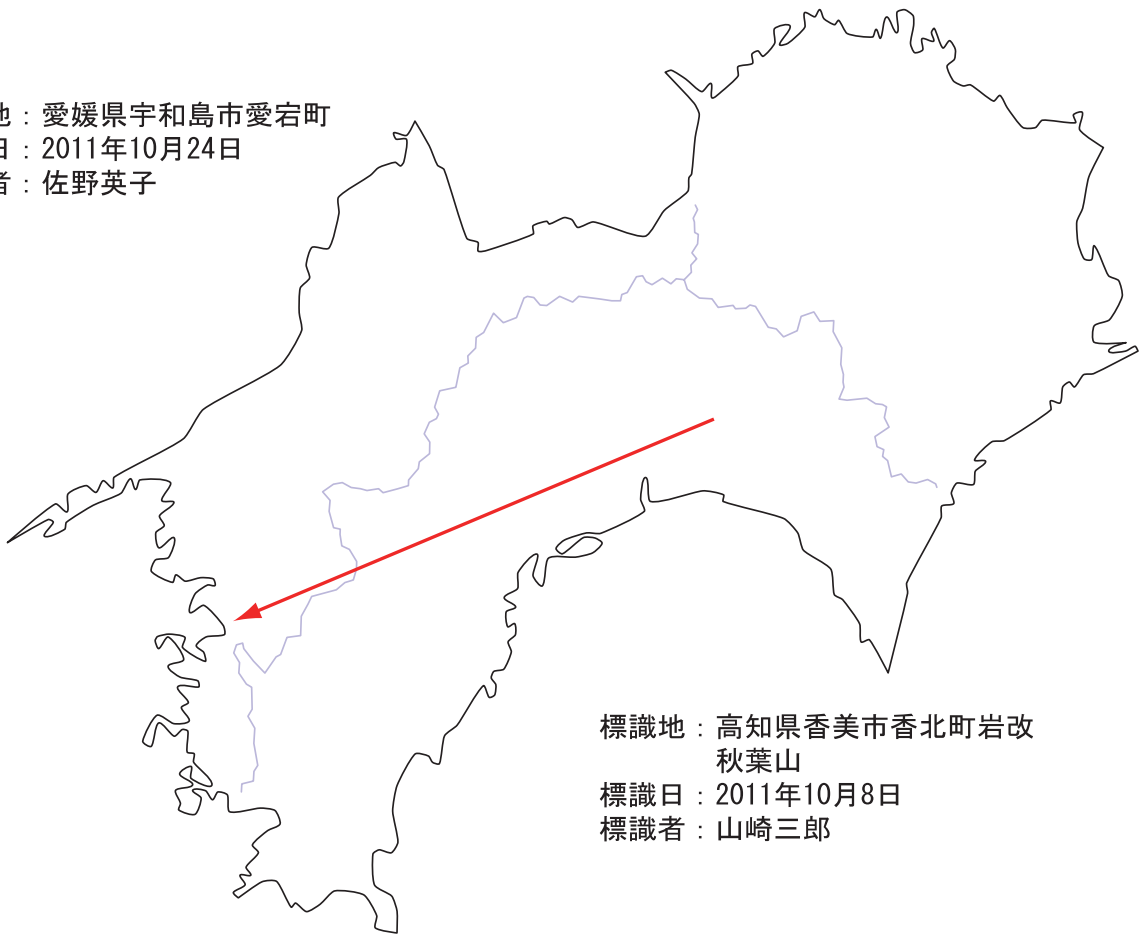 地：愛媛県宇和島市愛宕町
日：2011年10月24日
者：佐野英子
標識地：高知県香美市香北町岩改
秋葉山
標識日：2011年10月8日
標識者：山崎三郎